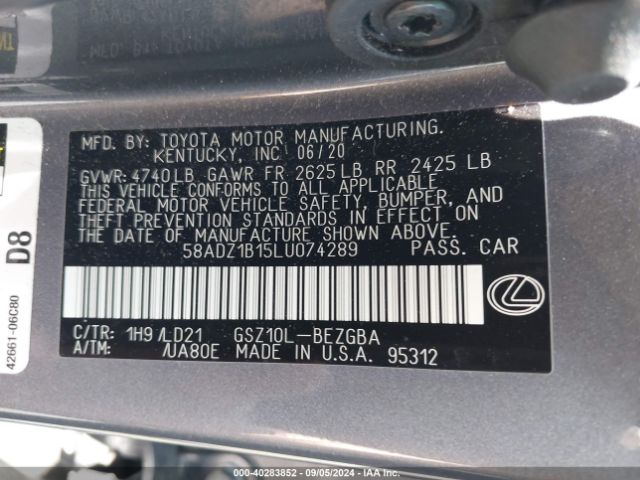 MFD. BY: TOYOTA MOTOR MANUFACTURING.
KENTUCKY, INC 06/20
GVWR: 4740LB GAWR FR 2625LB RR 2425 LB
THIS VEHICLE CONFORMS TO ALL APPLICABLE
FEDERAL MOTOR VEHICLE SAFETY, BUMPER, AND
THEFT PREVENTION STANDARDS IN EFFECT ON
THE DATE OF MANUFACTURE SHOWN ABOVE.
58ADZ1B15LU074289 PASS. CAR
C/TR: 1H9 /LD21 GSZ10L-BEZGBA
A/TM: /UA80E MADE IN U.S.A. 95312
D8
42661-06C80
000-40283852 - 09/05/2024 - IAA Inc.